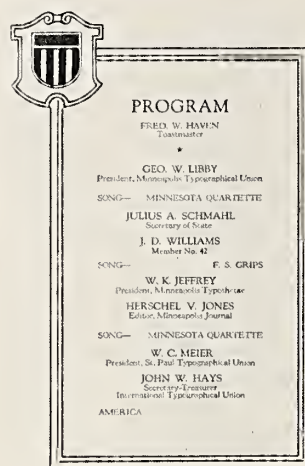 PROGRAM
FRED. W. HAVEN
Toastmaster
GEO. W. LIBBY
President, Minneapolis Typographical Union
SONG— MINNESOTA QUARTETTE
JULIUS A. SCHMAHL
Secretary of State
J. D. WILLIAMS
Member No. 42
SONG— F. S. GRIPS
W. K. JEFFREY
President, Minneapolis Typothetae
HERSCHEL V. JONES
Editor, Minneapolis Journal
SONG— MINNESOTA QUARTETTE
W. C. MEIER
President, St. Paul Typographical Union
JOHN W. HAYS
Secretary-Treasurer
International Typographical Union
AMERICA